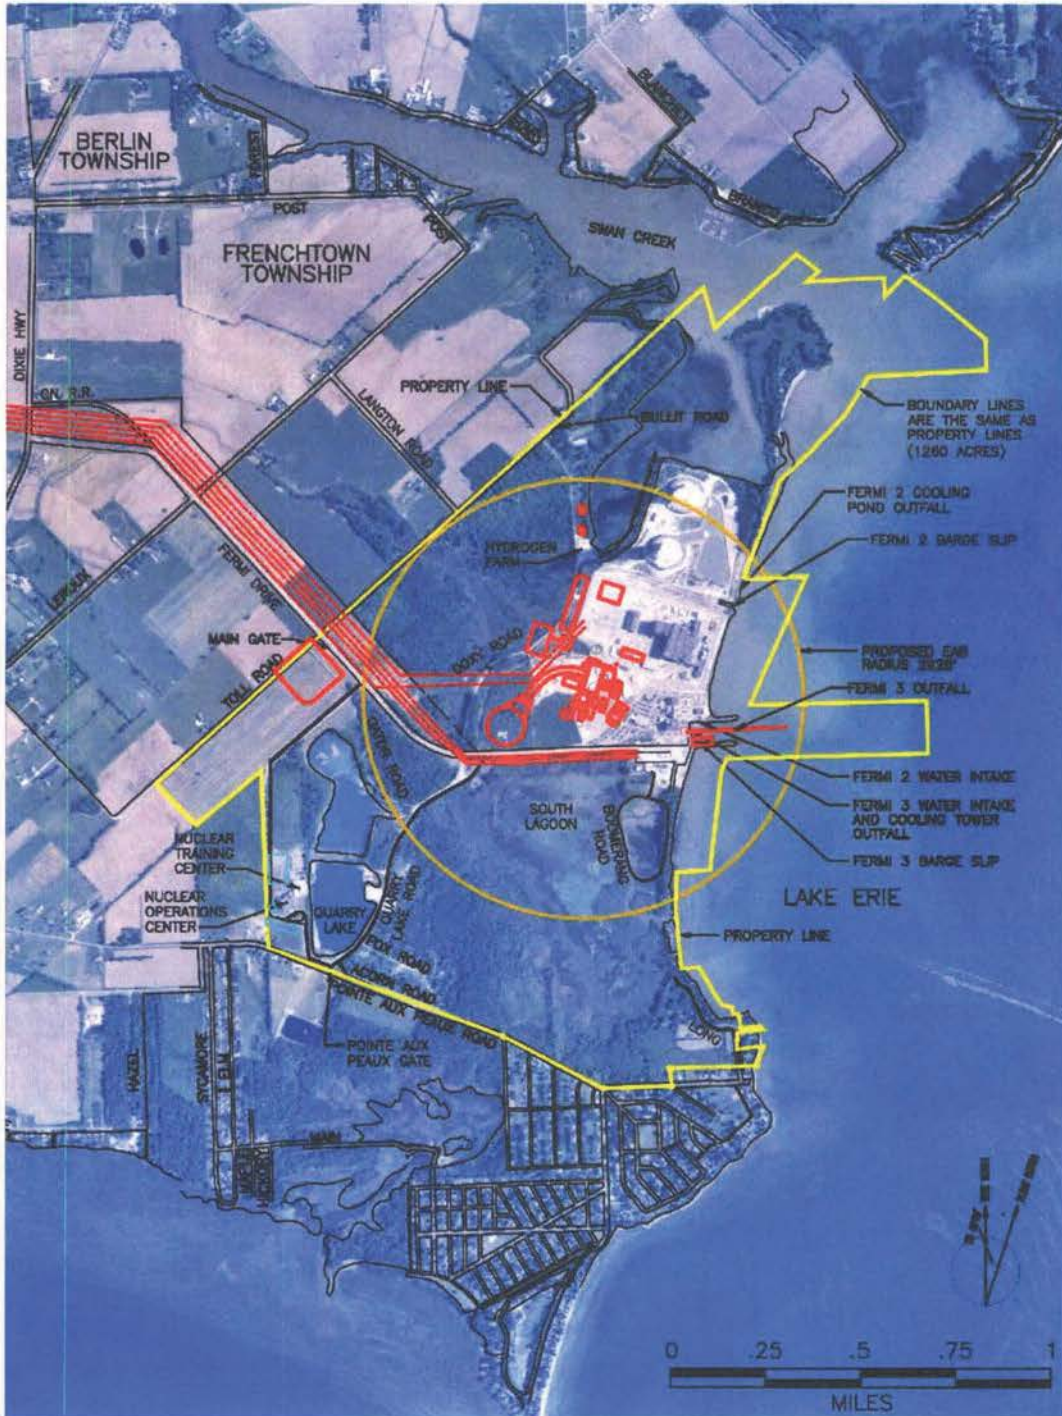 BERLIN
TOWNSHIP
FORREST
POST
POST
FRENCHTOWN
TOWNSHIP
SWAN CREEK
DIXIE HWY
GN. R.R.
PROPERTY LINE
LANGTON ROAD
BULLIT ROAD
BOUNDARY LINES
ARE THE SAME AS
PROPERTY LINES
(1260 ACRES)
FERMI 2 COOLING
POND OUTFALL
FERMI 2 BARGE SLIP
HYDROGEN
FARM
FERMI DRIVE
MAIN GATE
TOLL ROAD
DOXY ROAD
PROPOSED EAB
RADIUS
FERMI 3 OUTFALL
FERMI 2 WATER INTAKE
FERMI 3 WATER INTAKE
AND COOLING TOWER
OUTFALL
FERMI 3 BARGE SLIP
SOUTH
LAGOON
ROAD
NUCLEAR
TRAINING
CENTER
NUCLEAR
OPERATIONS
CENTER
QUARRY
LAKE
QUARRY
LAKE ROAD
FOX ROAD
ACORN ROAD
POINTE AUX PEAUX ROAD
POINTE AUX
PEAUX GATE
LAKE ERIE
PROPERTY LINE
LONG
HAZEL
SYCAMORE
ELM
MAIN
0 .25 .5 .75 1
MILES